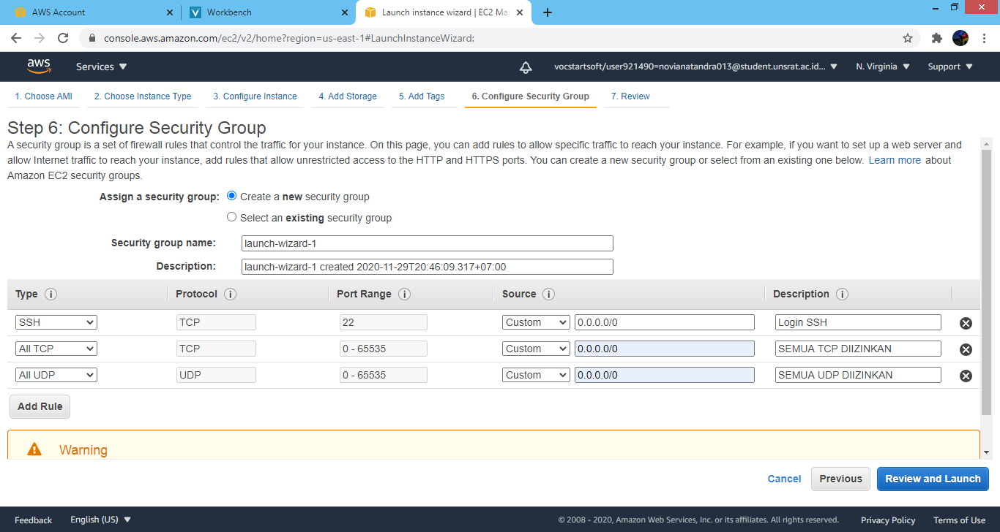 AWS Account
Workbench
Launch instance wizard | EC2 Ma
console.aws.amazon.com/ec2/v2/home?region=us-east-1#LaunchInstanceWizard:
aws Services vocstartsoft/user921490=novianatandra013@student.unsrat.ac.id... N. Virginia Support
1. Choose AMI 2. Choose Instance Type 3. Configure Instance 4. Add Storage 5. Add Tags 6. Configure Security Group 7. Review
Step 6: Configure Security Group
A security group is a set of firewall rules that control the traffic for your instance. On this page, you can add rules to allow specific traffic to reach your instance. For example, if you want to set up a web server and
allow Internet traffic to reach your instance, add rules that allow unrestricted access to the HTTP and HTTPS ports. You can create a new security group or select from an existing one below. Learn more about
Amazon EC2 security groups.
Assign a security group: Create a new security group
Select an existing security group
Security group name: launch-wizard-1
Description: launch-wizard-1 created 2020-11-29T20:46:09.317+07:00
Type i Protocol i Port Range i Source i Description i
SSH TCP 22 Custom 0.0.0.0/0 Login SSH
All TCP TCP 0 - 65535 Custom 0.0.0.0/0 SEMUA TCP DIIZINKAN
All UDP UDP 0 - 65535 Custom 0.0.0.0/0 SEMUA UDP DIIZINKAN
Add Rule
Warning
Cancel Previous Review and Launch
Feedback English (US) © 2008 - 2020, Amazon Web Services, Inc. or its affiliates. All rights reserved. Privacy Policy Terms of Use